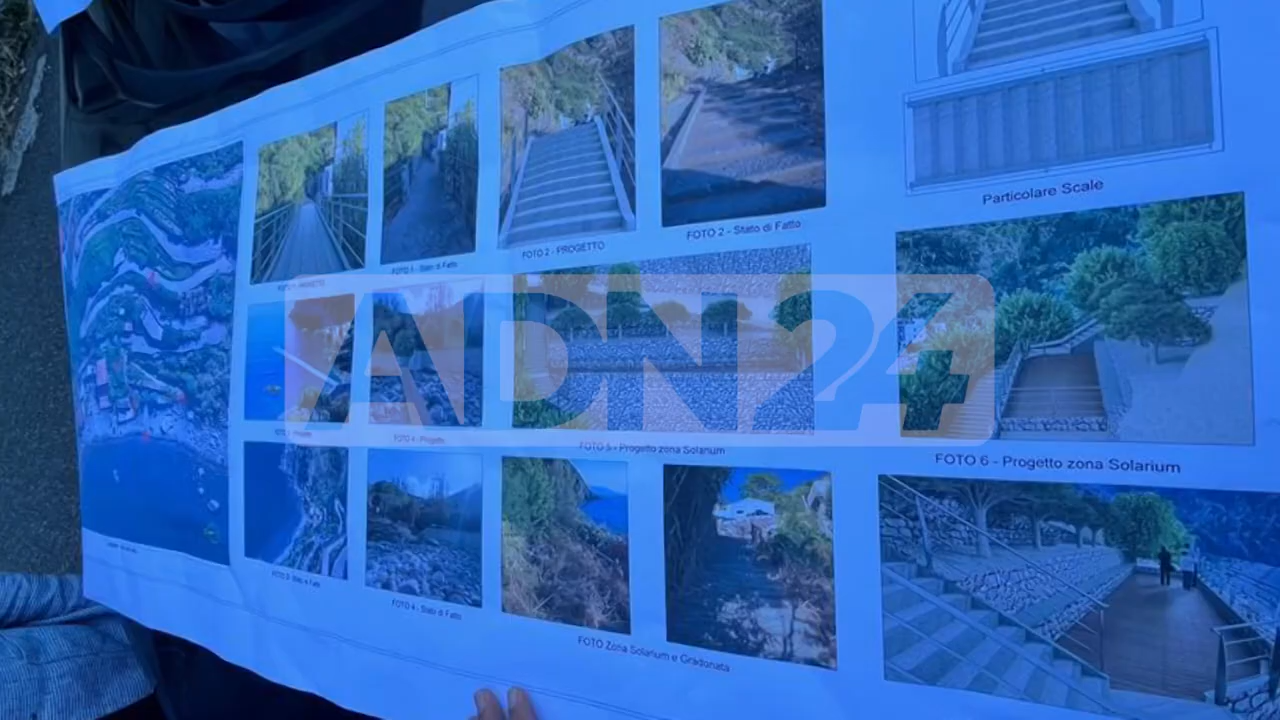 Particolare Scale
FOTO 2 - PROGETTO
FOTO 2 - Stato di Fatto
FOTO 1 - Stato di Fatto
ADN24
FOTO 4 - Progetto
FOTO 5 - Progetto zona Solarium
FOTO 6 - Progetto zona Solarium
FOTO 4 - Stato di Fatto
FOTO Zona Solarium e Gradonata